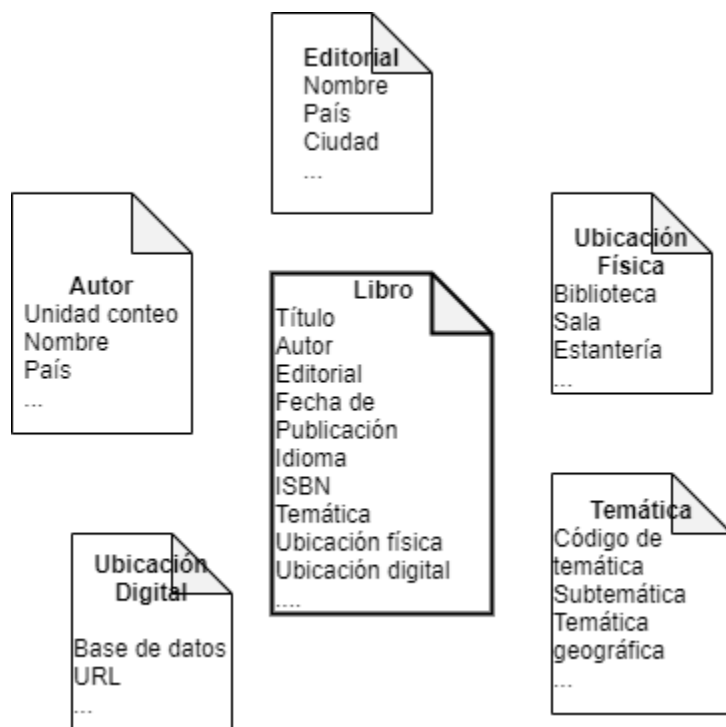 Editorial
Nombre
País
Ciudad
...
Autor
Unidad conteo
Nombre
País
...
Libro
Título
Autor
Editorial
Fecha de
Publicación
Idioma
ISBN
Temática
Ubicación física
Ubicación digital
....
Ubicación
Física
Biblioteca
Sala
Estantería
...
Ubicación
Digital
Base de datos
URL
...
Temática
Código de
temática
Subtemática
Temática
geográfica
...